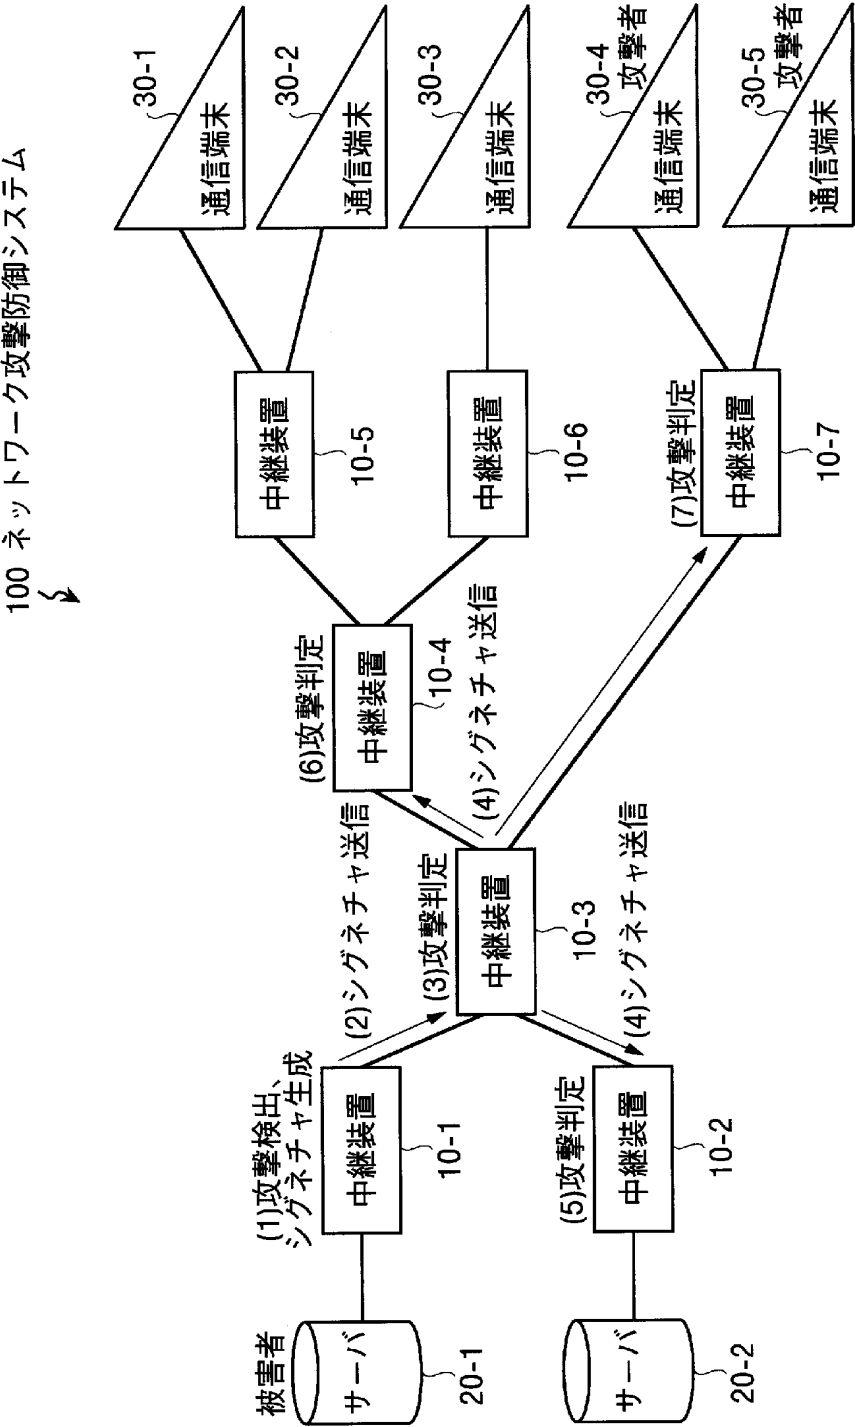 100 ネットワーク攻撃防御システム
被害者
サーバ
20-1
(1)攻撃検出、
シグネチャ生成
中継装置
10-1
(2)シグネチャ送信
(3)攻撃判定
中継装置
10-3
(4)シグネチャ送信
(6)攻撃判定
中継装置
10-4
(4)シグネチャ送信
中継装置
10-5
中継装置
10-6
(7)攻撃判定
中継装置
10-7
通信端末
30-1
通信端末
30-2
通信端末
30-3
通信端末
30-4
攻撃者
通信端末
30-5
攻撃者
サーバ
20-2
(5)攻撃判定
中継装置
10-2